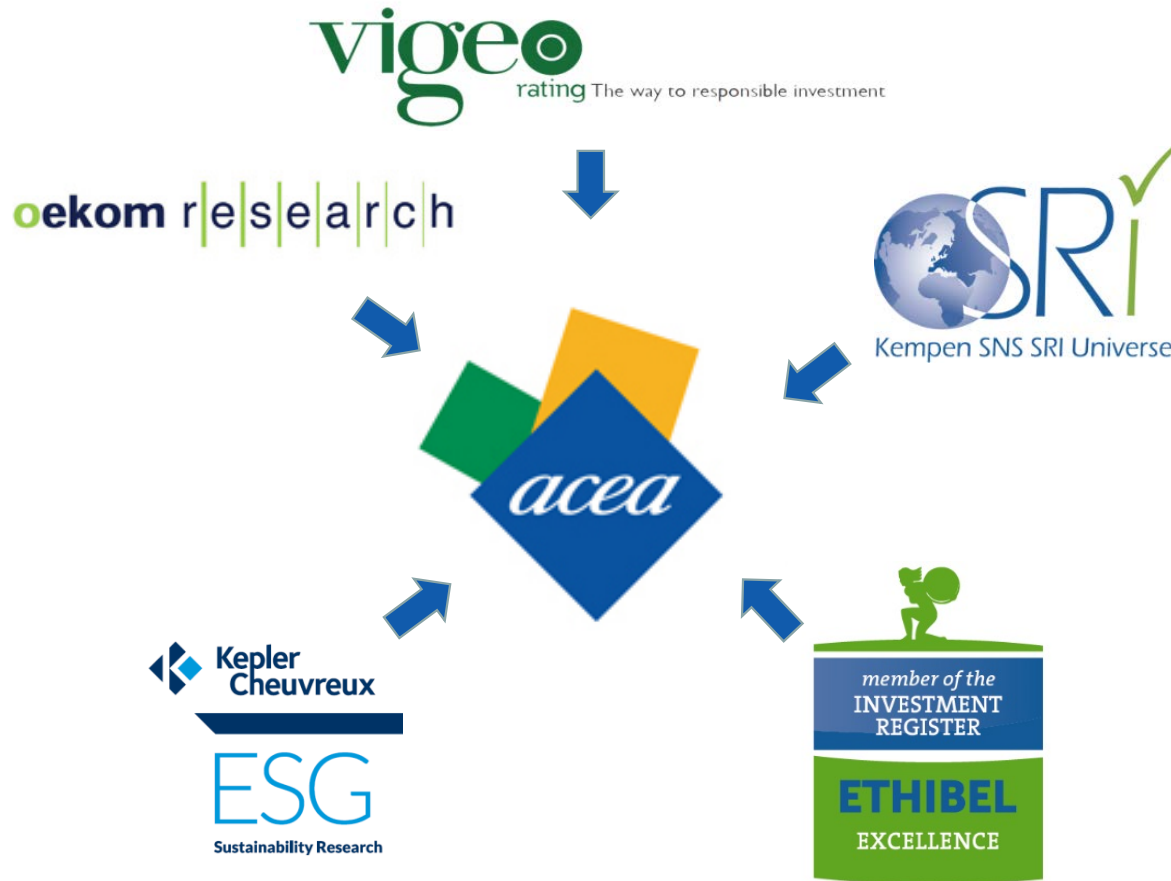 vigeo
rating The way to responsible investment
oekom r|e|s|e|a|r|c|h
SRi
Kempen SNS SRI Universe
acea
Kepler
Cheuvreux
ESG
Sustainability Research
member of the
INVESTMENT
REGISTER
ETHIBEL
EXCELLENCE